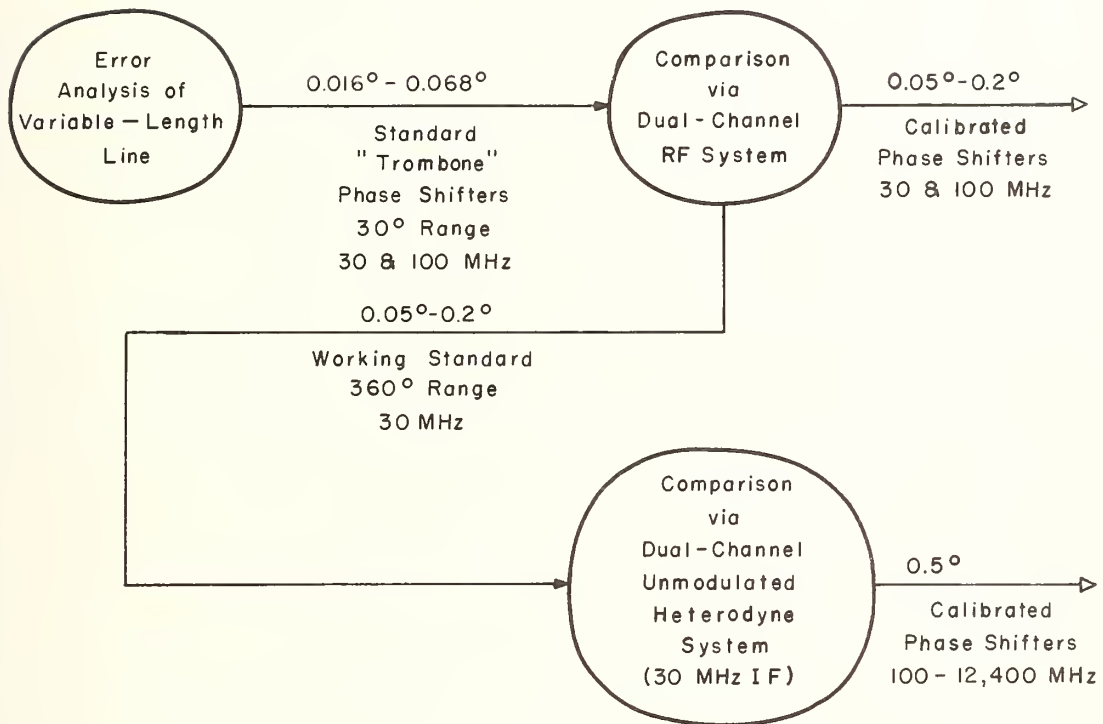 Error
Analysis of
Variable-Length
Line
0.016° - 0.068°
Standard
"Trombone"
Phase Shifters
30° Range
30 & 100 MHz
Comparison
via
Dual-Channel
RF System
0.05°-0.2°
Calibrated
Phase Shifters
30 & 100 MHz
0.05°-0.2°
Working Standard
360° Range
30 MHz
Comparison
via
Dual-Channel
Unmodulated
Heterodyne
System
(30 MHz IF)
0.5°
Calibrated
Phase Shifters
100-12,400 MHz